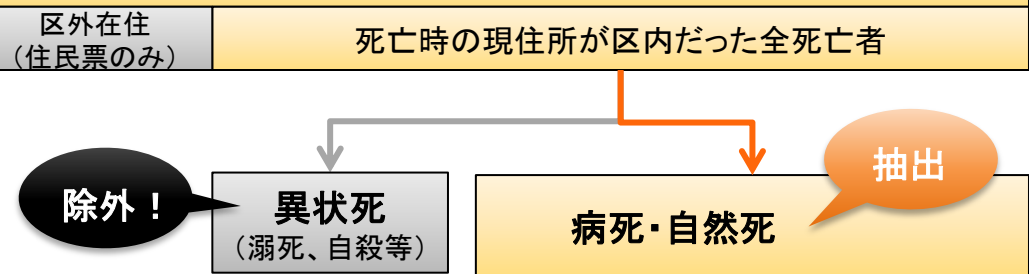 区外在住
（住民票のみ）
死亡時の現住所が区内だった全死亡者
除外！
異状死
（溺死、自殺等）
抽出
病死・自然死